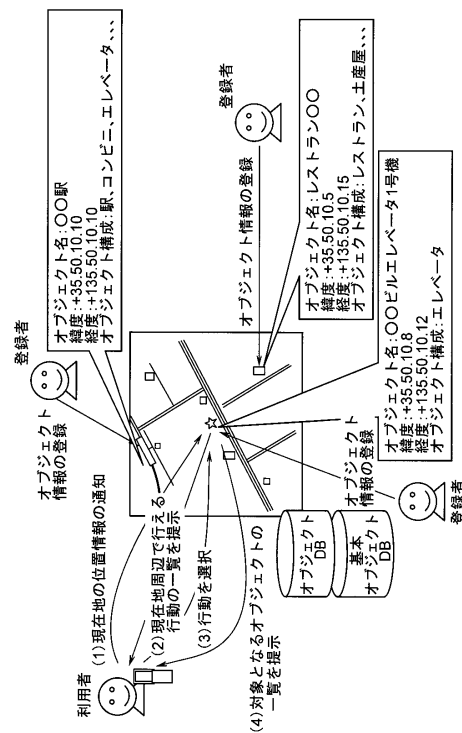 利用者
(1)現在地の位置情報の通知
(2)現在地周辺で行える
行動の一覧を提示
(3)行動を選択
(4)対象となるオブジェクトの
一覧を提示
登録者
オブジェクト
情報の登録
オブジェクト名:〇〇駅
緯度:+35.50.10.10
経度:+135.50.10.10
オブジェクト構成:駅、コンビニ、エレベータ、、、
登録者
オブジェクト情報の登録
オブジェクト名:レストラン〇〇
緯度:+35.50.10.5
経度:+135.50.10.15
オブジェクト構成:レストラン、土産屋、、、
登録者
オブジェクト
情報の登録
オブジェクト名:〇〇ビルエレベータ1号機
緯度:+35.50.10.8
経度:+135.50.10.12
オブジェクト構成:エレベータ
オブジェクト
DB
基本
オブジェクト
DB